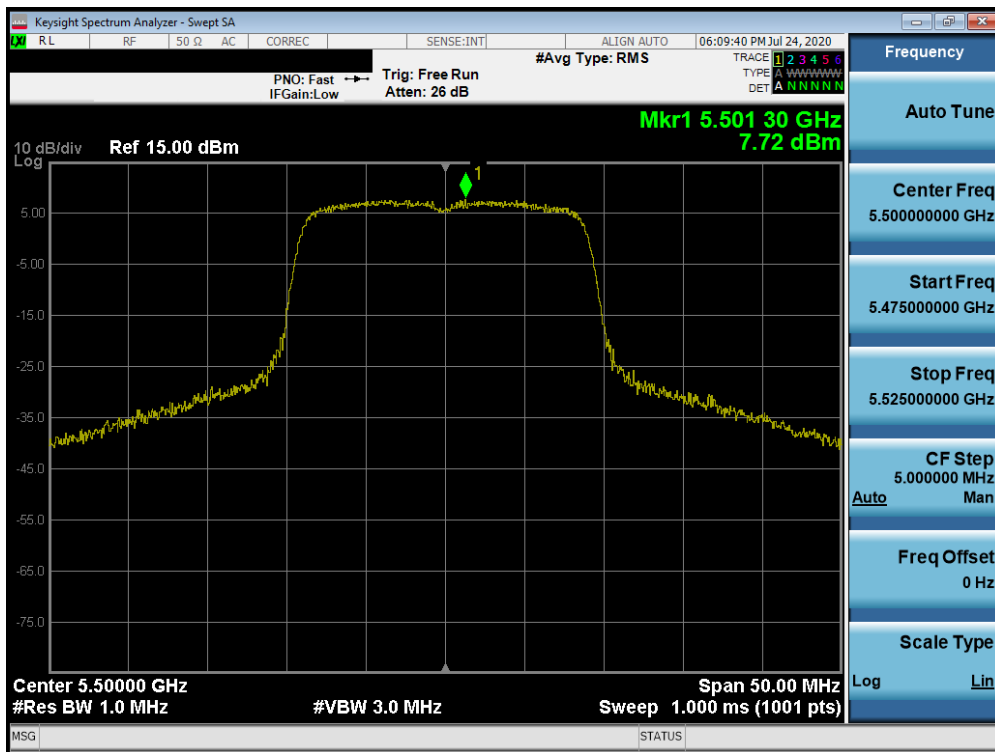 Keysight Spectrum Analyzer - Swept SA
LXI RL RF 50 Ω AC CORREC SENSE:INT ALIGN AUTO 06:09:40 PM Jul 24, 2020
#Avg Type: RMS
TRACE 1 2 3 4 5 6
TYPE A WWWWW
DET A N N N N N
PNO: Fast
IFGain:Low
Trig: Free Run
Atten: 26 dB
Mkr1 5.501 30 GHz
7.72 dBm
10 dB/div Ref 15.00 dBm
Log
1
5.00
-5.00
-15.0
-25.0
-35.0
-45.0
-55.0
-65.0
-75.0
Center 5.50000 GHz
Span 50.00 MHz
#Res BW 1.0 MHz
#VBW 3.0 MHz
Sweep 1.000 ms (1001 pts)
MSG
STATUS
Frequency
Auto Tune
Center Freq
5.500000000 GHz
Start Freq
5.475000000 GHz
Stop Freq
5.525000000 GHz
CF Step
5.000000 MHz
Auto Man
Freq Offset
0 Hz
Scale Type
Log Lin